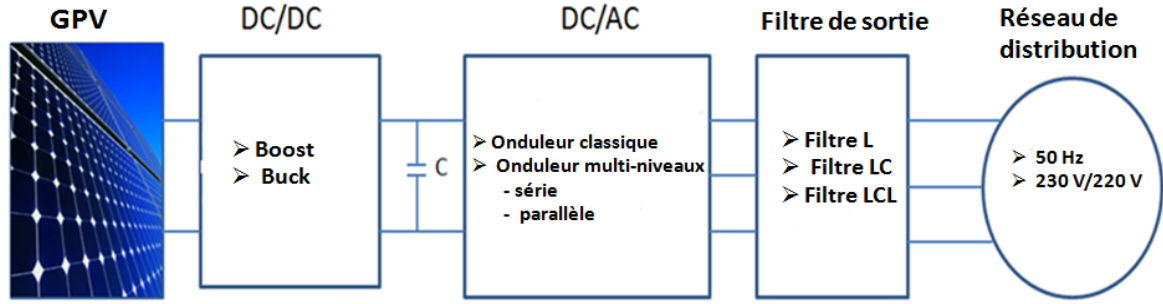 GPV
DC/DC
DC/AC
Filtre de sortie
Réseau de
distribution
➢ Boost
➢ Buck
C
➢ Onduleur classique
➢ Onduleur multi-niveaux
- série
- parallèle
➢ Filtre L
➢ Filtre LC
➢ Filtre LCL
➢ 50 Hz
➢ 230 V/220 V